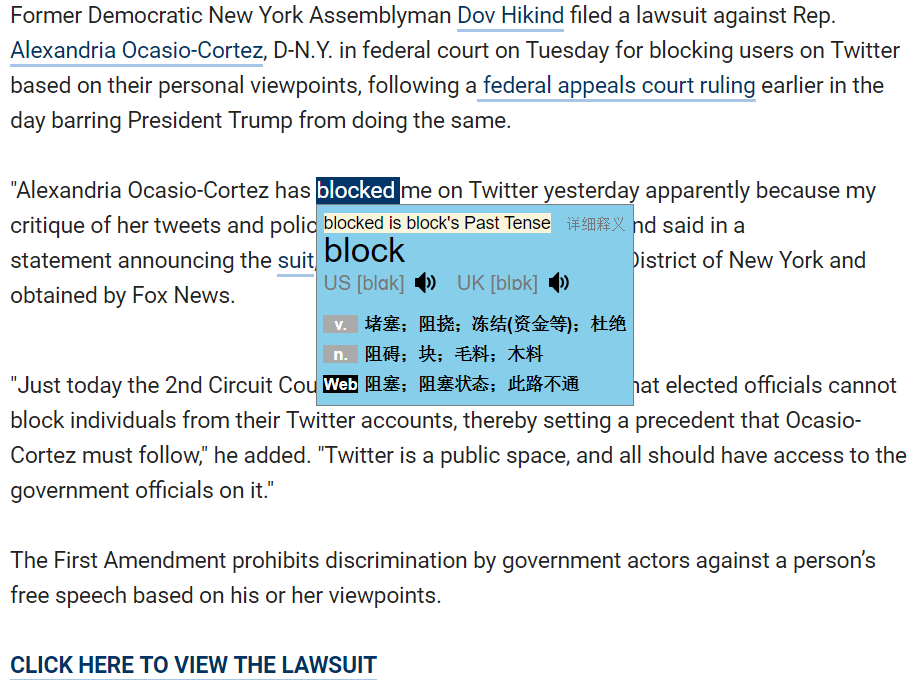 Former Democratic New York Assemblyman Dov Hikind filed a lawsuit against Rep.
Alexandria Ocasio-Cortez, D-N.Y. in federal court on Tuesday for blocking users on Twitter
based on their personal viewpoints, following a federal appeals court ruling earlier in the
day barring President Trump from doing the same.
"Alexandria Ocasio-Cortez has blocked me on Twitter yesterday apparently because my
critique of her tweets and polic
nd said in a
statement announcing the suit,
District of New York and
obtained by Fox News.
blocked is block's Past Tense 详细释义
block
US [blɑk] UK [blɒk]
v. 堵塞；阻挠；冻结(资金等)；杜绝
n. 阻碍；块；毛料；木料
Web 阻塞；阻塞状态；此路不通
"Just today the 2nd Circuit Cou
hat elected officials cannot
block individuals from their Twitter accounts, thereby setting a precedent that Ocasio-
Cortez must follow," he added. "Twitter is a public space, and all should have access to the
government officials on it."
The First Amendment prohibits discrimination by government actors against a person’s
free speech based on his or her viewpoints.
CLICK HERE TO VIEW THE LAWSUIT